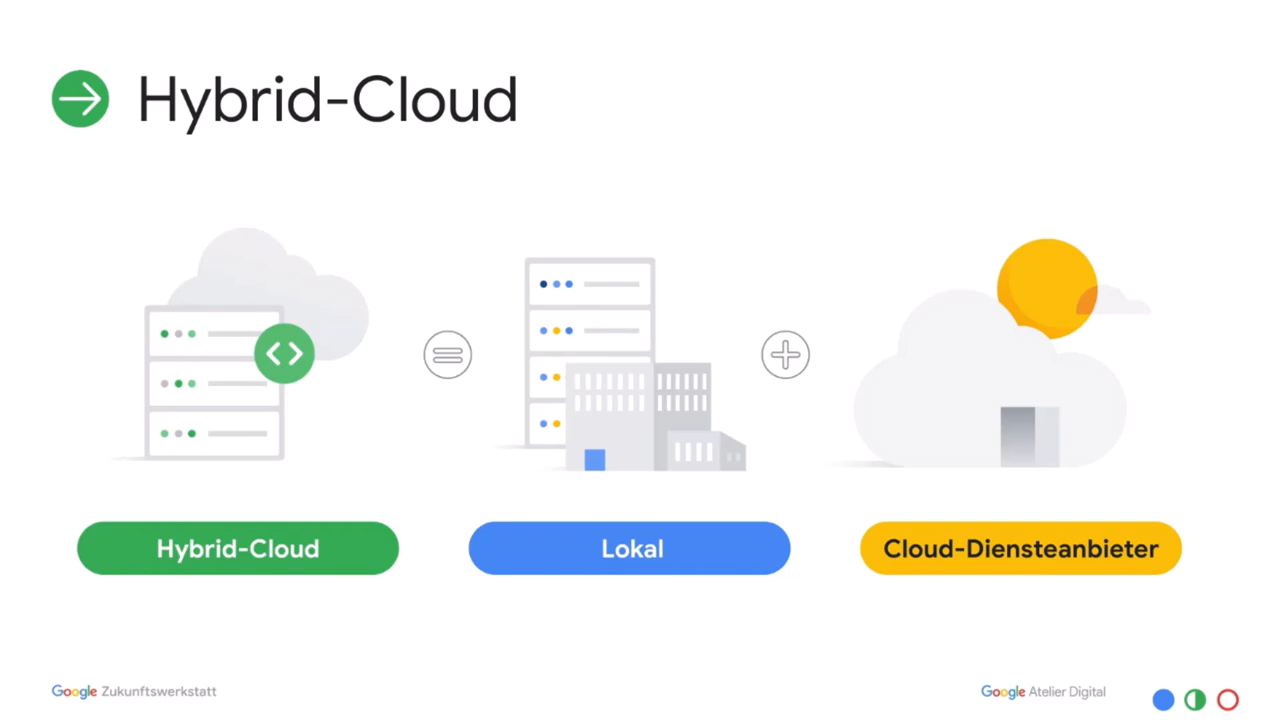 Hybrid-Cloud
Hybrid-Cloud
Lokal
Cloud-Diensteanbieter
Google Zukunftswerkstatt
Google Atelier Digital